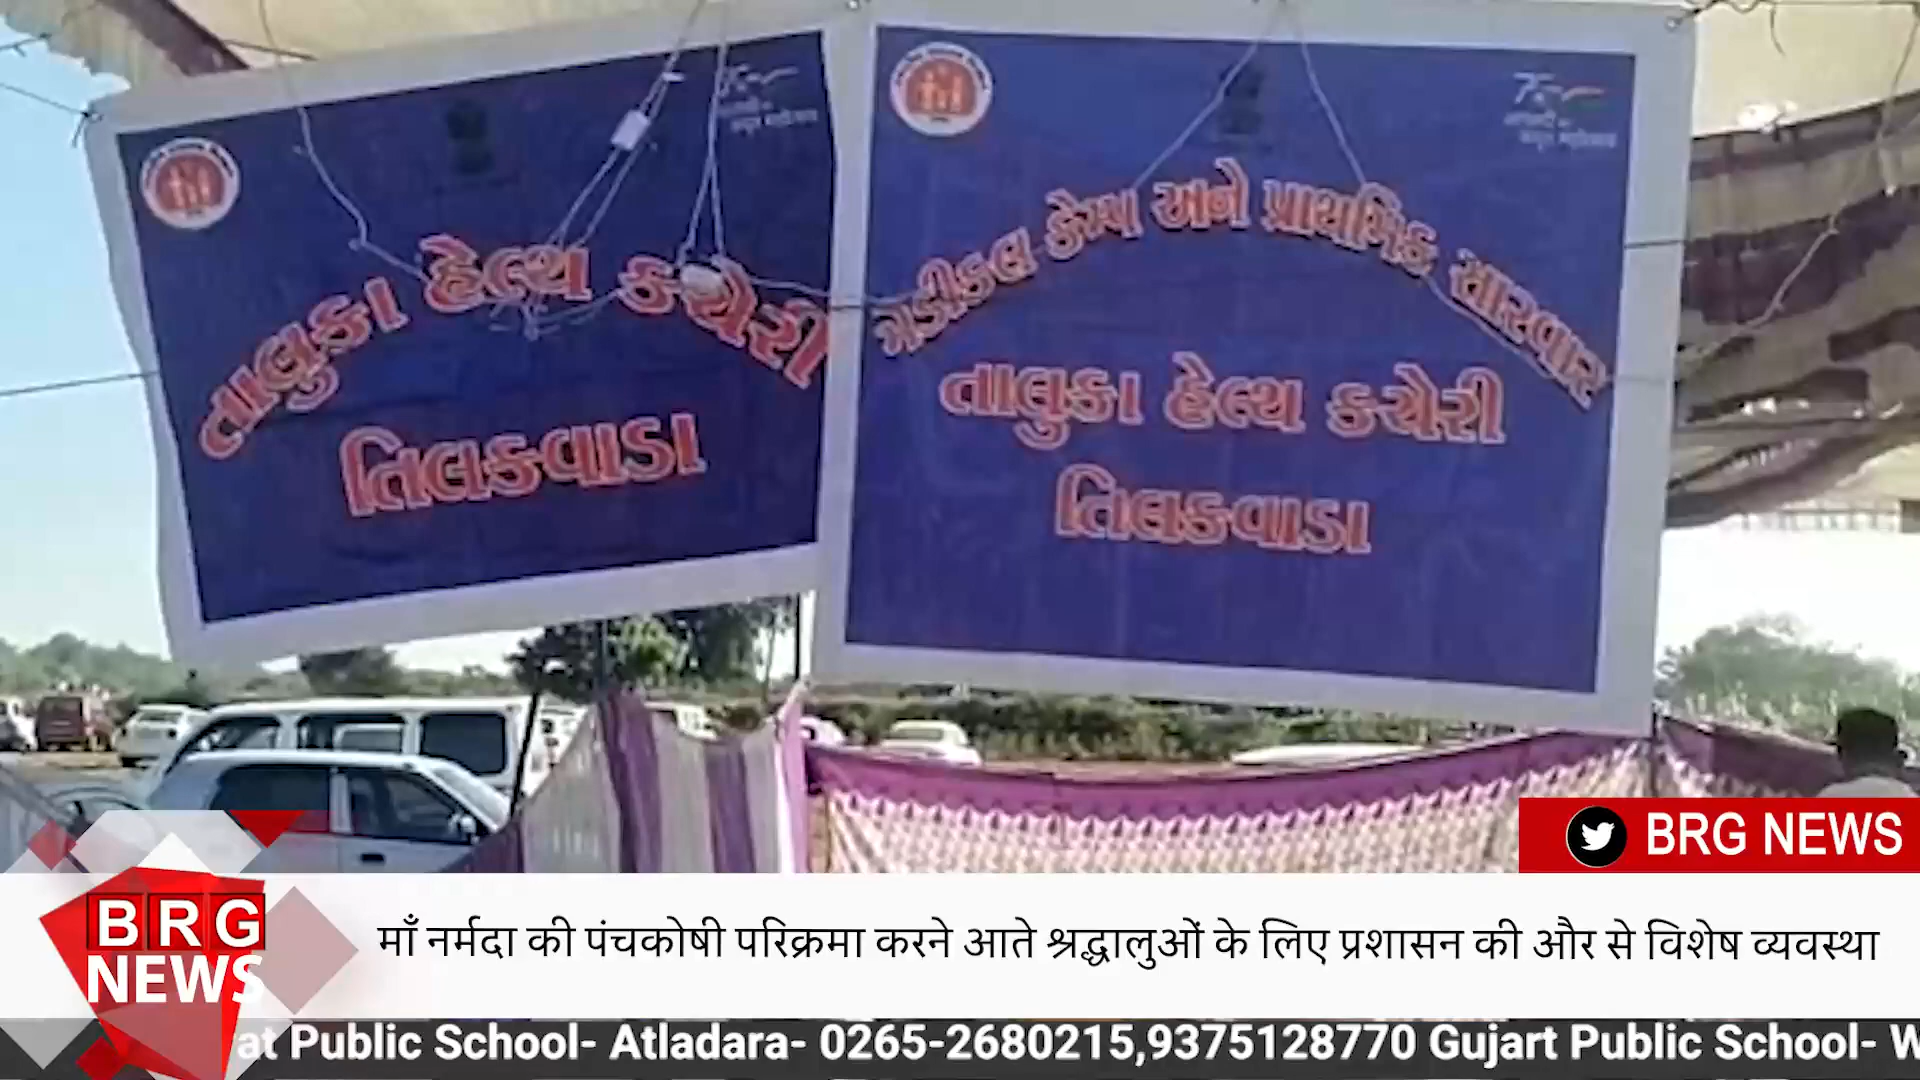 તાલુકા હેલ્થ કચેરી
તિલકવાડા
મેડીકલ કેમ્પ અને પ્રાથમિક સારવાર
તાલુકા હેલ્થ કચેરી
તિલકવાડા
BRG NEWS
BRG
NEWS
माँ नर्मदा की पंचकोषी परिक्रमा करने आते श्रद्धालुओं के लिए प्रशासन की और से विशेष व्यवस्था
at Public School- Atladara- 0265-2680215,9375128770 Gujart Public School- W